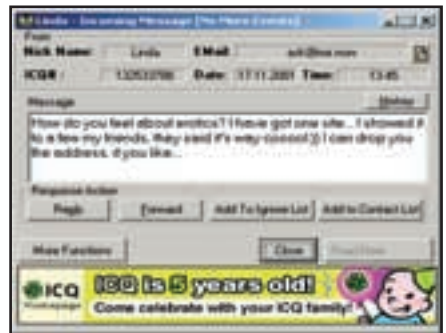 Linda - Incoming Message (No More Events)
From
Nick Name: Linda EMail
ICQ#: Date: 17.11.2001 Time: 13:45
Message History
How do you feel about erotics? I have got one site... I showed it
to a few my friends, they said it's way cooool:)) I can drop you
the address, if you like...
Response Action
Reply Forward Add To Ignore List Add to Contact List
More Functions Close Read Next
ICQ ICQ is 5 years old!
Come celebrate with your ICQ family!